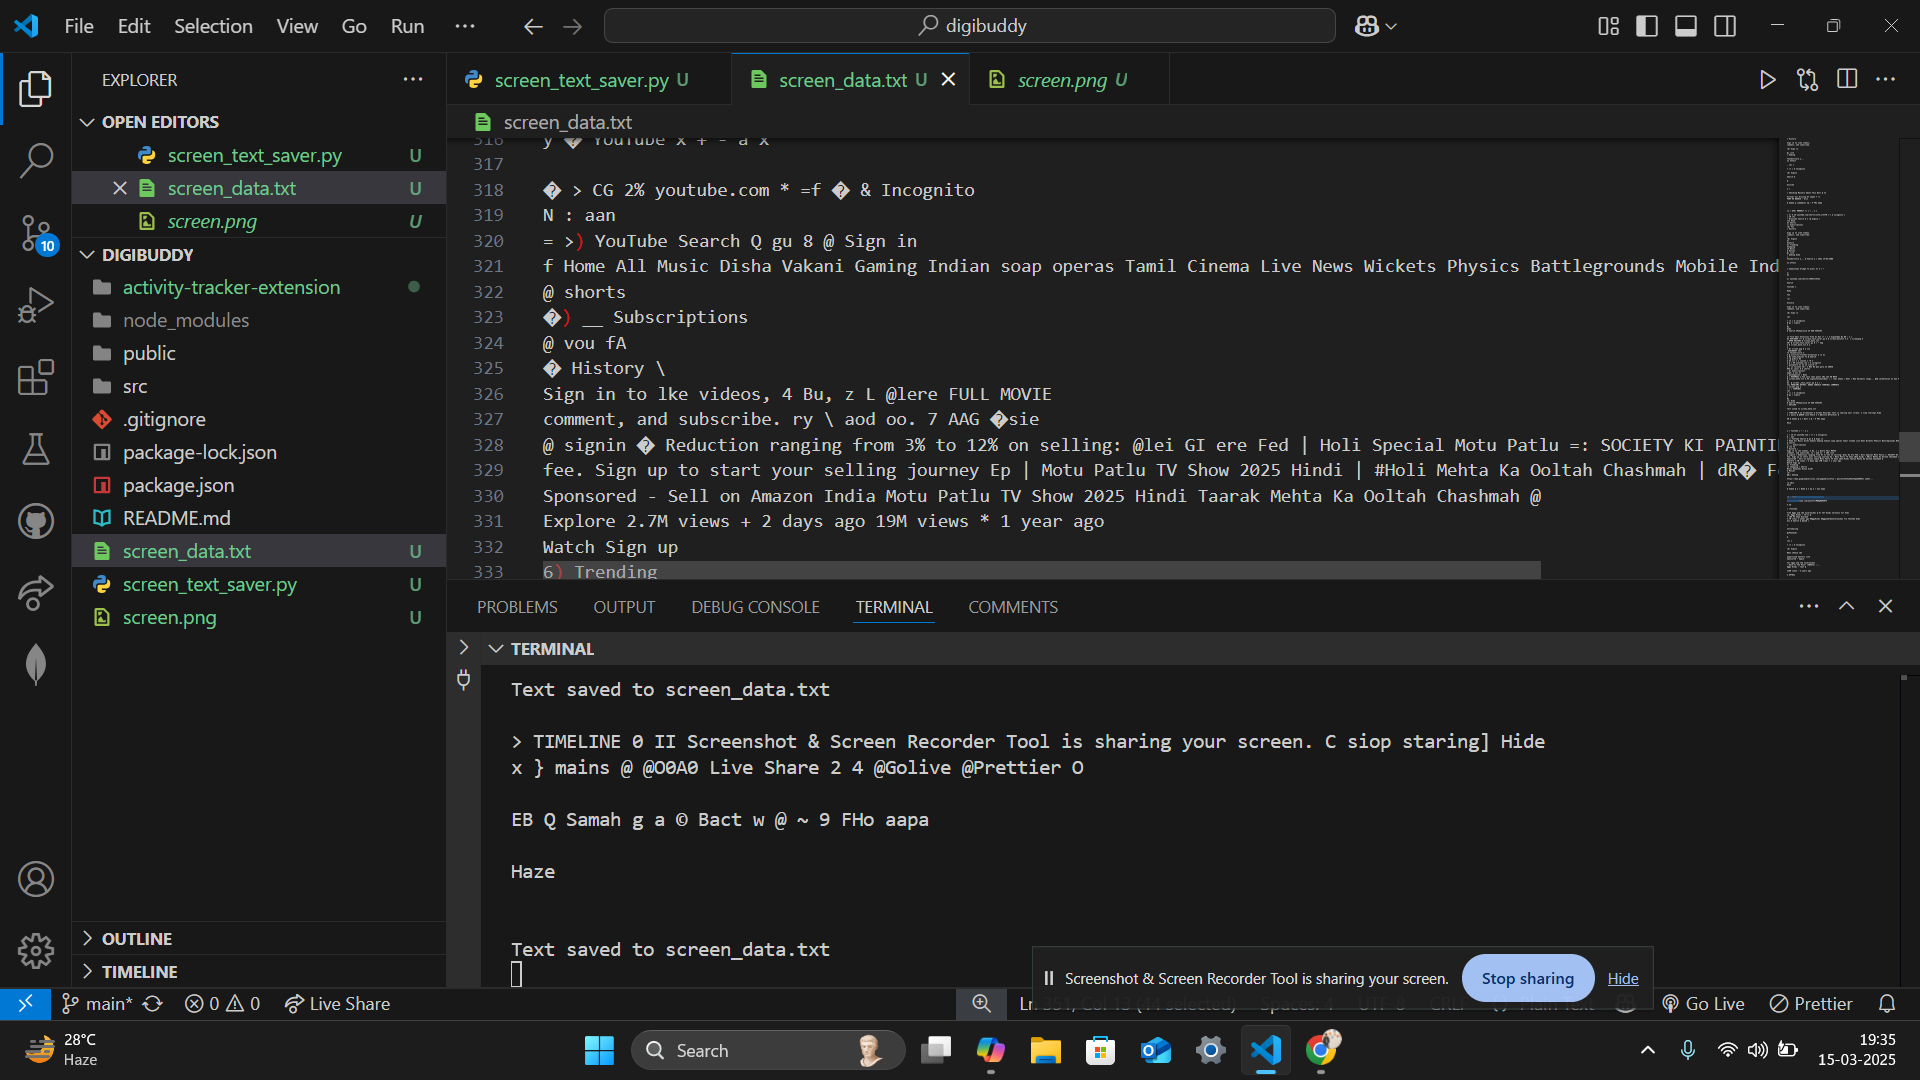 File Edit Selection View Go Run ··· digibuddy
EXPLORER
OPEN EDITORS
screen_text_saver.py U
screen_data.txt U
screen.png U
10
DIGIBUDDY
activity-tracker-extension
node_modules
public
src
.gitignore
package-lock.json
package.json
README.md
screen_data.txt U
screen_text_saver.py U
screen.png U
OUTLINE
TIMELINE
screen_text_saver.py U screen_data.txt U screen.png U
screen_data.txt
316 y � YouTube x + - a x
317
318 � > CG 2% youtube.com * =f � & Incognito
319 N : aan
320 = >) YouTube Search Q gu 8 @ Sign in
321 f Home All Music Disha Vakani Gaming Indian soap operas Tamil Cinema Live News Wickets Physics Battlegrounds Mobile Ind
322 @ shorts
323 �) __ Subscriptions
324 @ vou fA
325 � History \
326 Sign in to lke videos, 4 Bu, z L @lere FULL MOVIE
327 comment, and subscribe. ry \ aod oo. 7 AAG �sie
328 @ signin � Reduction ranging from 3% to 12% on selling: @lei GI ere Fed | Holi Special Motu Patlu =: SOCIETY KI PAINTI
329 fee. Sign up to start your selling journey Ep | Motu Patlu TV Show 2025 Hindi | #Holi Mehta Ka Ooltah Chashmah | dR� F
330 Sponsored - Sell on Amazon India Motu Patlu TV Show 2025 Hindi Taarak Mehta Ka Ooltah Chashmah @
331 Explore 2.7M views + 2 days ago 19M views * 1 year ago
332 Watch Sign up
333 6) Trending
PROBLEMS OUTPUT DEBUG CONSOLE TERMINAL COMMENTS
TERMINAL
Text saved to screen_data.txt
> TIMELINE 0 II Screenshot & Screen Recorder Tool is sharing your screen. C siop staring] Hide
x } mains @ @O0A0 Live Share 2 4 @Golive @Prettier O
EB Q Samah g a © Bact w @ ~ 9 FHo aapa
Haze
Text saved to screen_data.txt
Screenshot & Screen Recorder Tool is sharing your screen. Stop sharing Hide
main* 0 0 Live Share Ln 351, Col 13 (44 selected) Spaces: 4 UTF-8 CRLF Plain Text Go Live Prettier
28°C
Haze
Search
19:35
15-03-2025